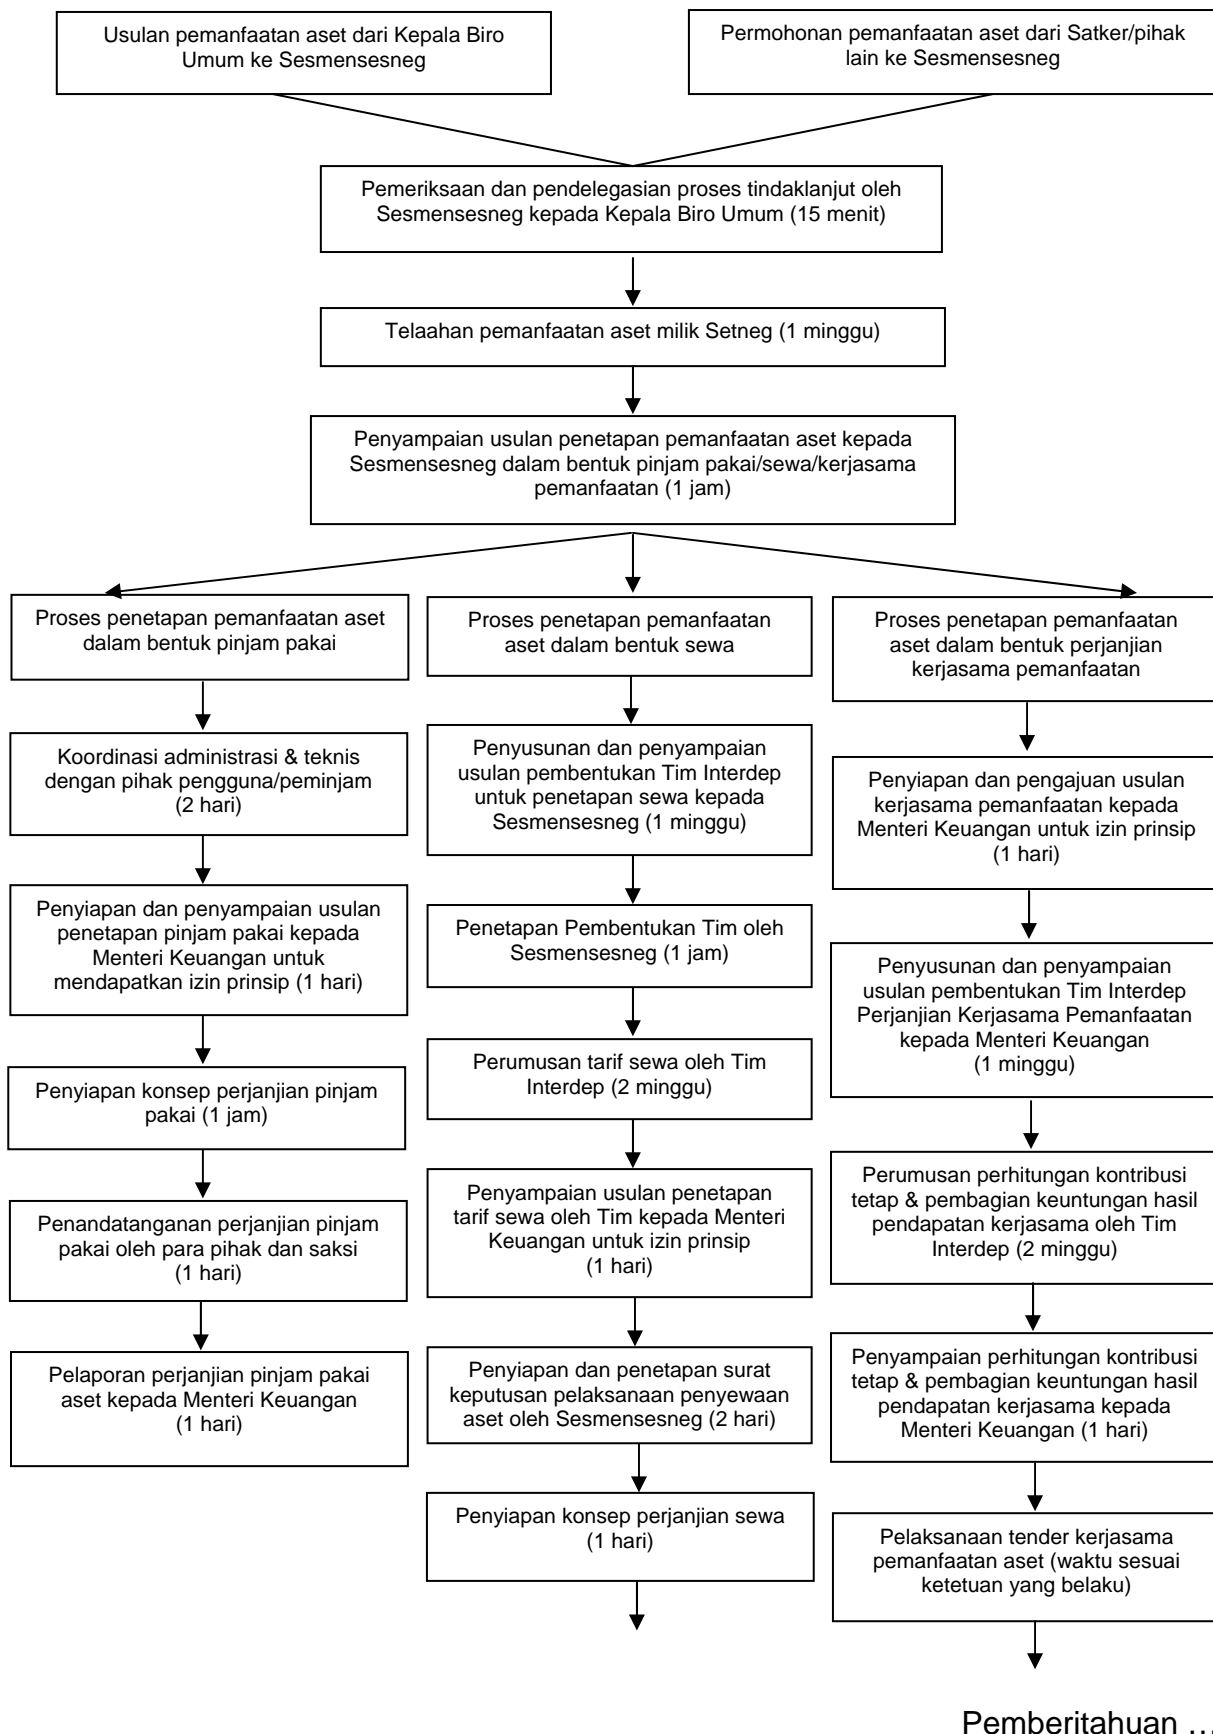 Usulan pemanfaatan aset dari Kepala Biro
Umum ke Sesmensesneg
Permohonan pemanfaatan aset dari Satker/pihak
lain ke Sesmensesneg
Pemeriksaan dan pendelegasian proses tindaklanjut oleh
Sesmensesneg kepada Kepala Biro Umum (15 menit)
Telaahan pemanfaatan aset milik Setneg (1 minggu)
Penyampaian usulan penetapan pemanfaatan aset kepada
Sesmensesneg dalam bentuk pinjam pakai/sewa/kerjasama
pemanfaatan (1 jam)
Proses penetapan pemanfaatan aset
dalam bentuk pinjam pakai
Koordinasi administrasi & teknis
dengan pihak pengguna/peminjam
(2 hari)
Penyiapan dan penyampaian usulan
penetapan pinjam pakai kepada
Menteri Keuangan untuk
mendapatkan izin prinsip (1 hari)
Penyiapan konsep perjanjian pinjam
pakai (1 jam)
Penandatanganan perjanjian pinjam
pakai oleh para pihak dan saksi
(1 hari)
Pelaporan perjanjian pinjam pakai
aset kepada Menteri Keuangan
(1 hari)
Proses penetapan pemanfaatan
aset dalam bentuk sewa
Penyusunan dan penyampaian
usulan pembentukan Tim Interdep
untuk penetapan sewa kepada
Sesmensesneg (1 minggu)
Penetapan Pembentukan Tim oleh
Sesmensesneg (1 jam)
Perumusan tarif sewa oleh Tim
Interdep (2 minggu)
Penyampaian usulan penetapan
tarif sewa oleh Tim kepada Menteri
Keuangan untuk izin prinsip
(1 hari)
Penyiapan dan penetapan surat
keputusan pelaksanaan penyewaan
aset oleh Sesmensesneg (2 hari)
Penyiapan konsep perjanjian sewa
(1 hari)
Proses penetapan pemanfaatan
aset dalam bentuk perjanjian
kerjasama pemanfaatan
Penyiapan dan pengajuan usulan
kerjasama pemanfaatan kepada
Menteri Keuangan untuk izin prinsip
(1 hari)
Penyusunan dan penyampaian
usulan pembentukan Tim Interdep
Perjanjian Kerjasama Pemanfaatan
kepada Menteri Keuangan
(1 minggu)
Perumusan perhitungan kontribusi
tetap & pembagian keuntungan hasil
pendapatan kerjasama oleh Tim
Interdep (2 minggu)
Penyampaian perhitungan kontribusi
tetap & pembagian keuntungan hasil
pendapatan kerjasama kepada
Menteri Keuangan (1 hari)
Pelaksanaan tender kerjasama
pemanfaatan aset (waktu sesuai
ketetuan yang belaku)
Pemberitahuan ...